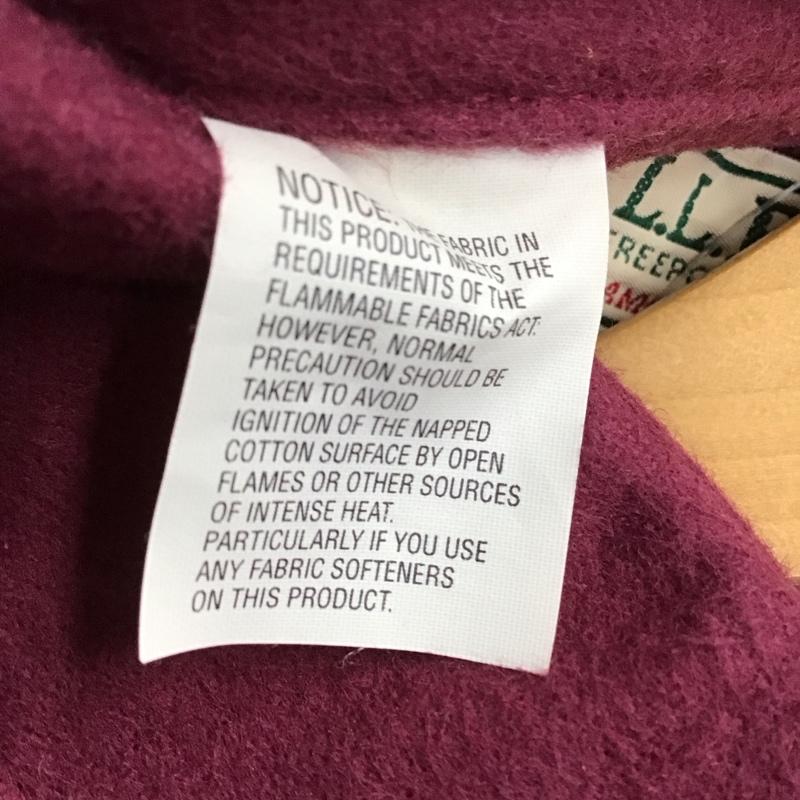 NOTICE: THE FABRIC IN
THIS PRODUCT MEETS THE
REQUIREMENTS OF THE
FLAMMABLE FABRICS ACT.
HOWEVER, NORMAL
PRECAUTION SHOULD BE
TAKEN TO AVOID
IGNITION OF THE NAPPED
COTTON SURFACE BY OPEN
FLAMES OR OTHER SOURCES
OF INTENSE HEAT.
PARTICULARLY IF YOU USE
ANY FABRIC SOFTENERS
ON THIS PRODUCT.
L.L.